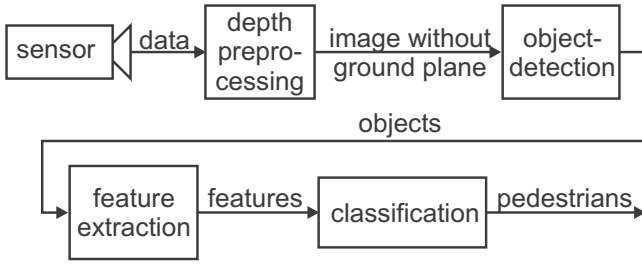 sensor
data
depth
prepro-
cessing
image without
ground plane
object-
detection
objects
feature
extraction
features
classification
pedestrians